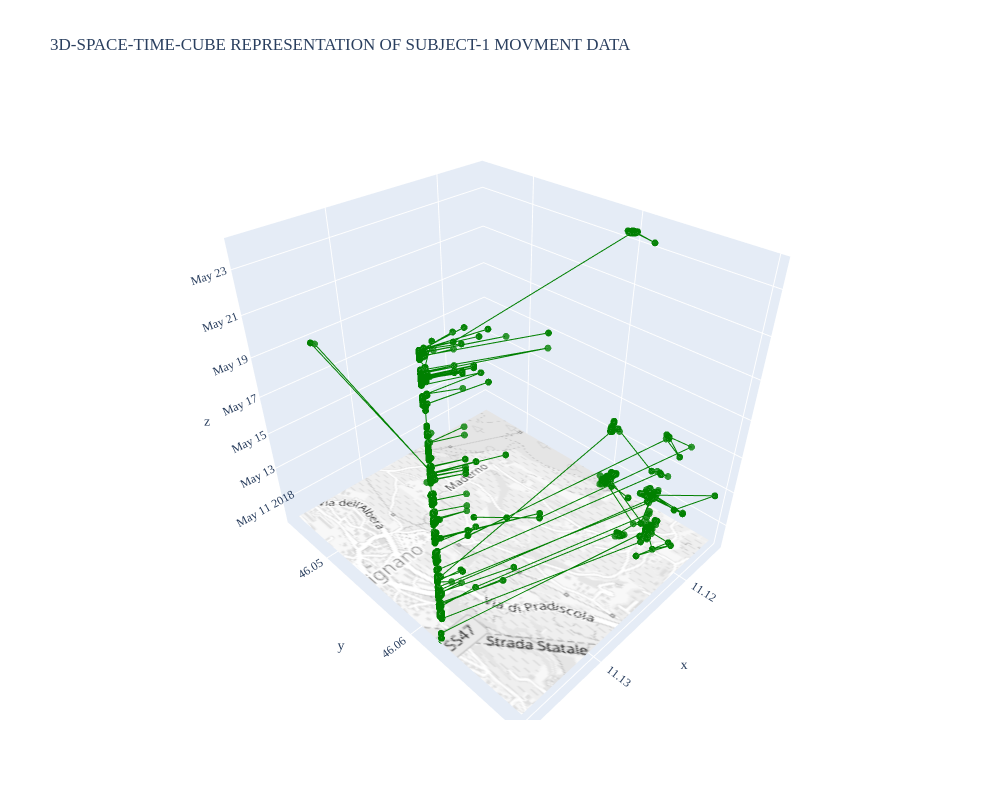 3D-SPACE-TIME-CUBE REPRESENTATION OF SUBJECT-1 MOVMENT DATA
May 23
May 21
May 19
May 17
z
May 15
May 13
May 11 2018
Maderno
via dell'Albera
ignano
46.05
11.12
Via di Pradiscola
46.06
SS47
Strada Statale
y
x
11.13